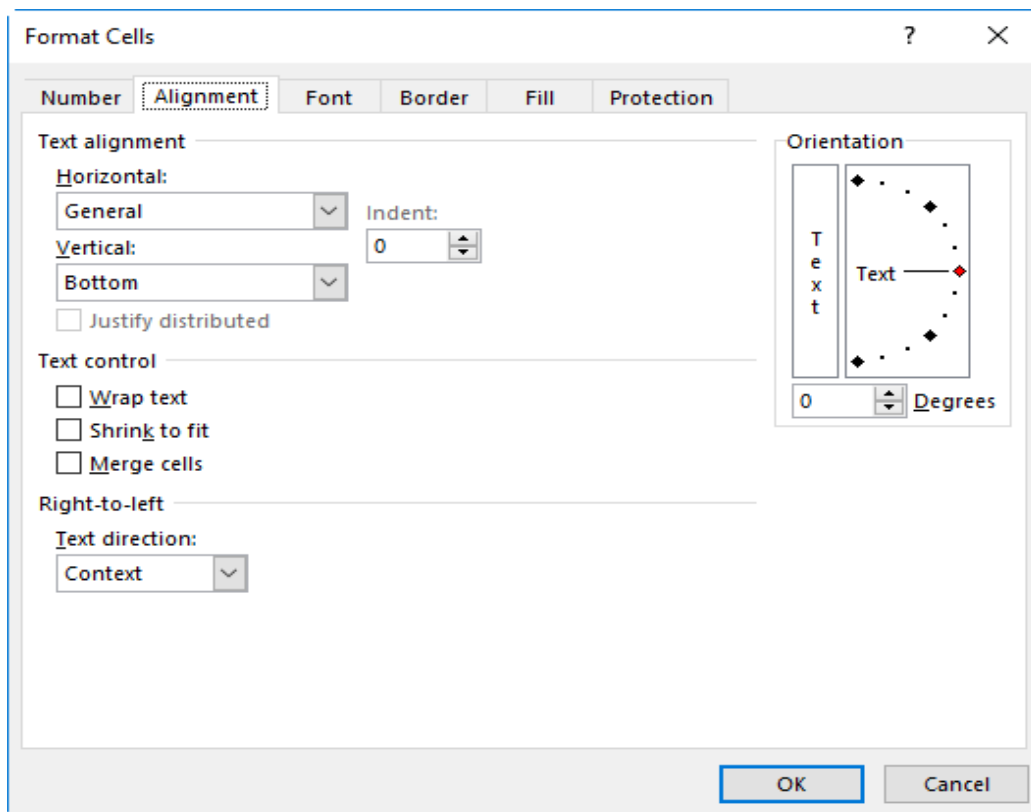 Format Cells ?
Number Alignment Font Border Fill Protection
Text alignment
Horizontal:
General
Indent:
0
Vertical:
Bottom
Justify distributed
Text control
Wrap text
Shrink to fit
Merge cells
Right-to-left
Text direction:
Context
Orientation
Text
Text
0 Degrees
OK Cancel